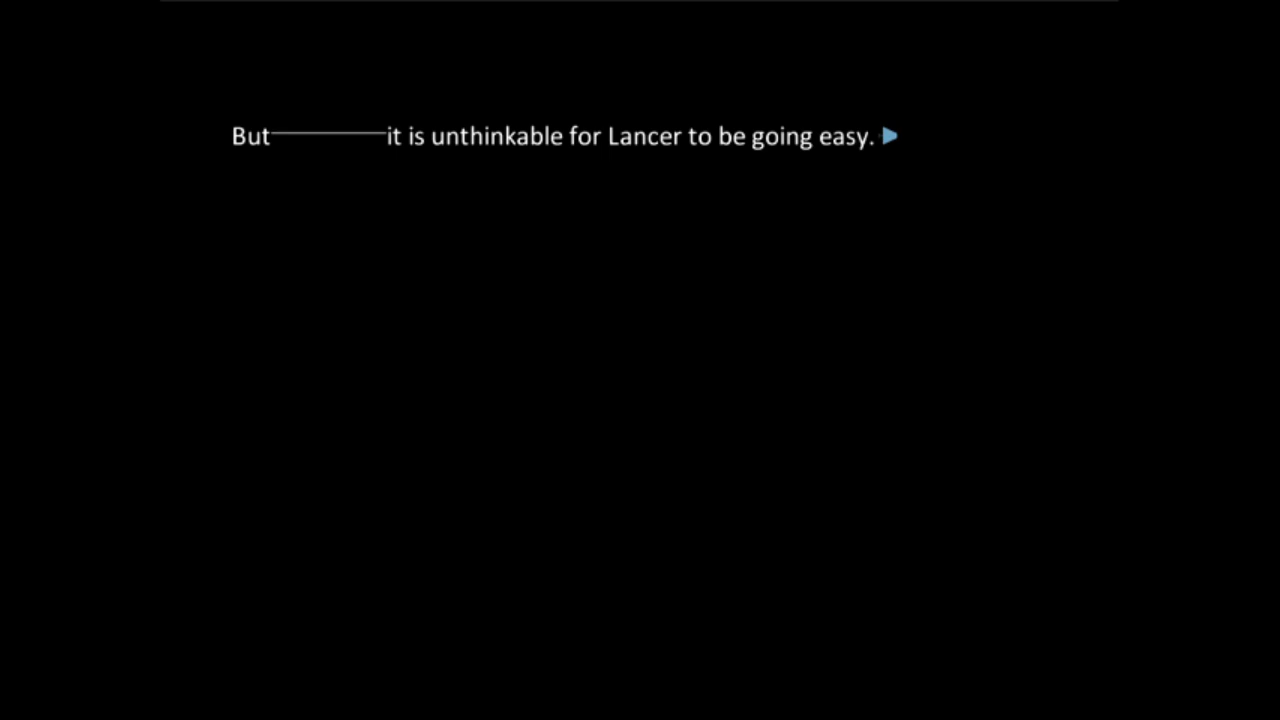 But————it is unthinkable for Lancer to be going easy.